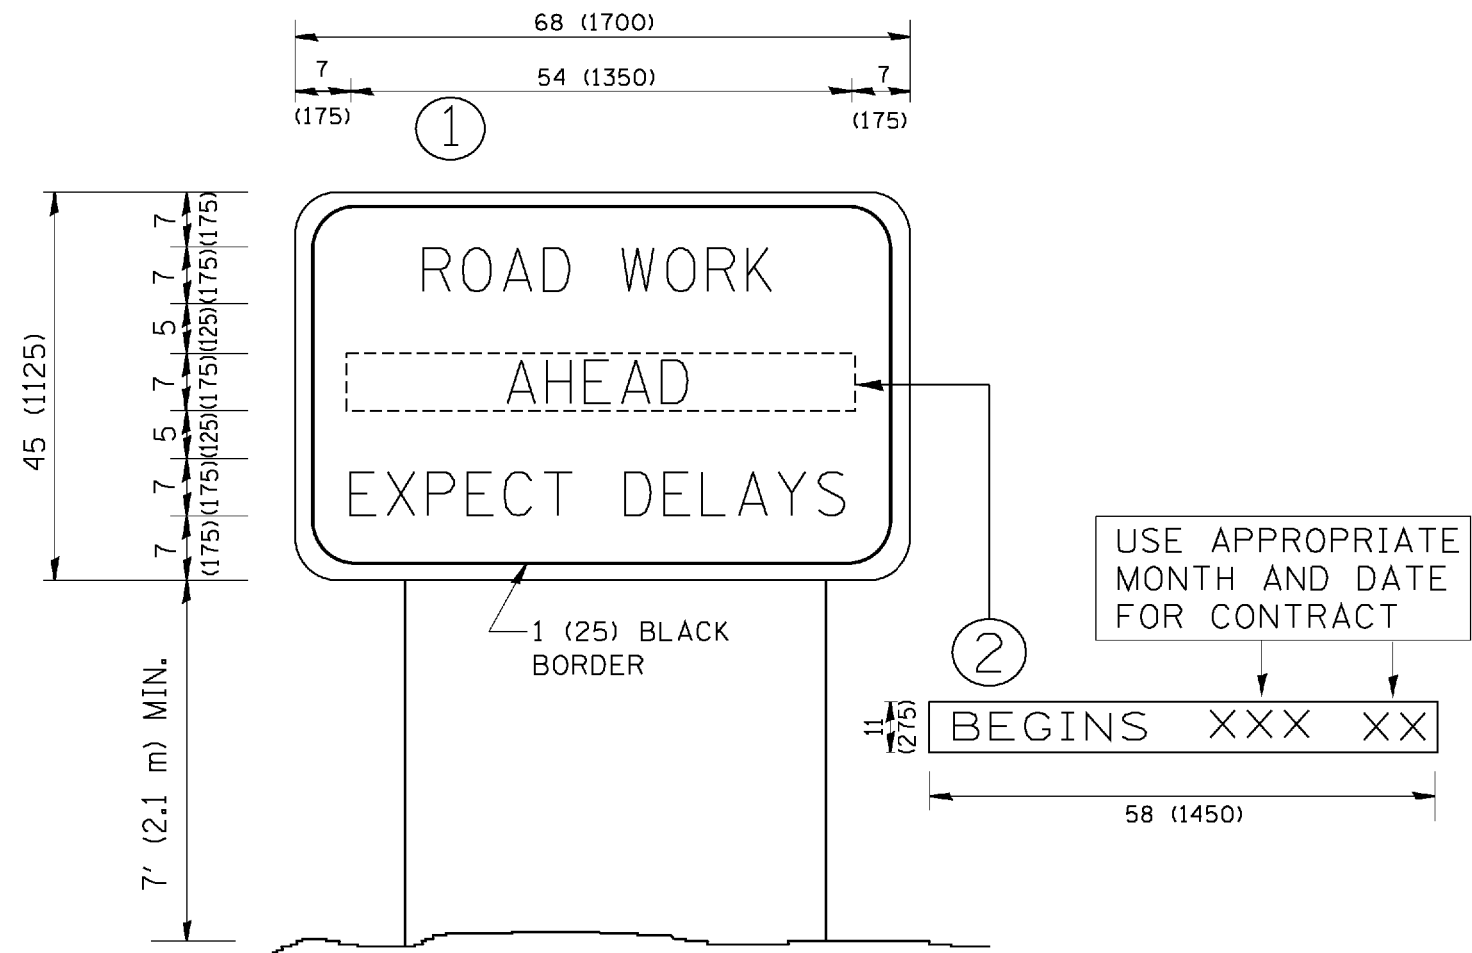 68 (1700)
7 54 (1350) 7
(175) (175)
1
7 (175)
7 (175)
5 (125)
7 (175)
5 (125)
7 (175)
7 (175)
45 (1125)
ROAD WORK
AHEAD
EXPECT DELAYS
1 (25) BLACK
BORDER
7' (2.1 m) MIN.
2
USE APPROPRIATE
MONTH AND DATE
FOR CONTRACT
11
(275)
BEGINS XXX XX
58 (1450)